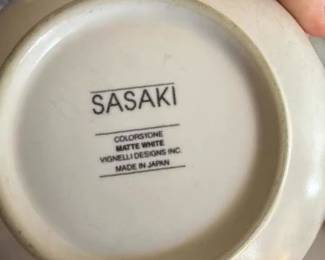 SASAKI
COLORSTONE
MATTE WHITE
VIGNELLI DESIGNS INC.
MADE IN JAPAN